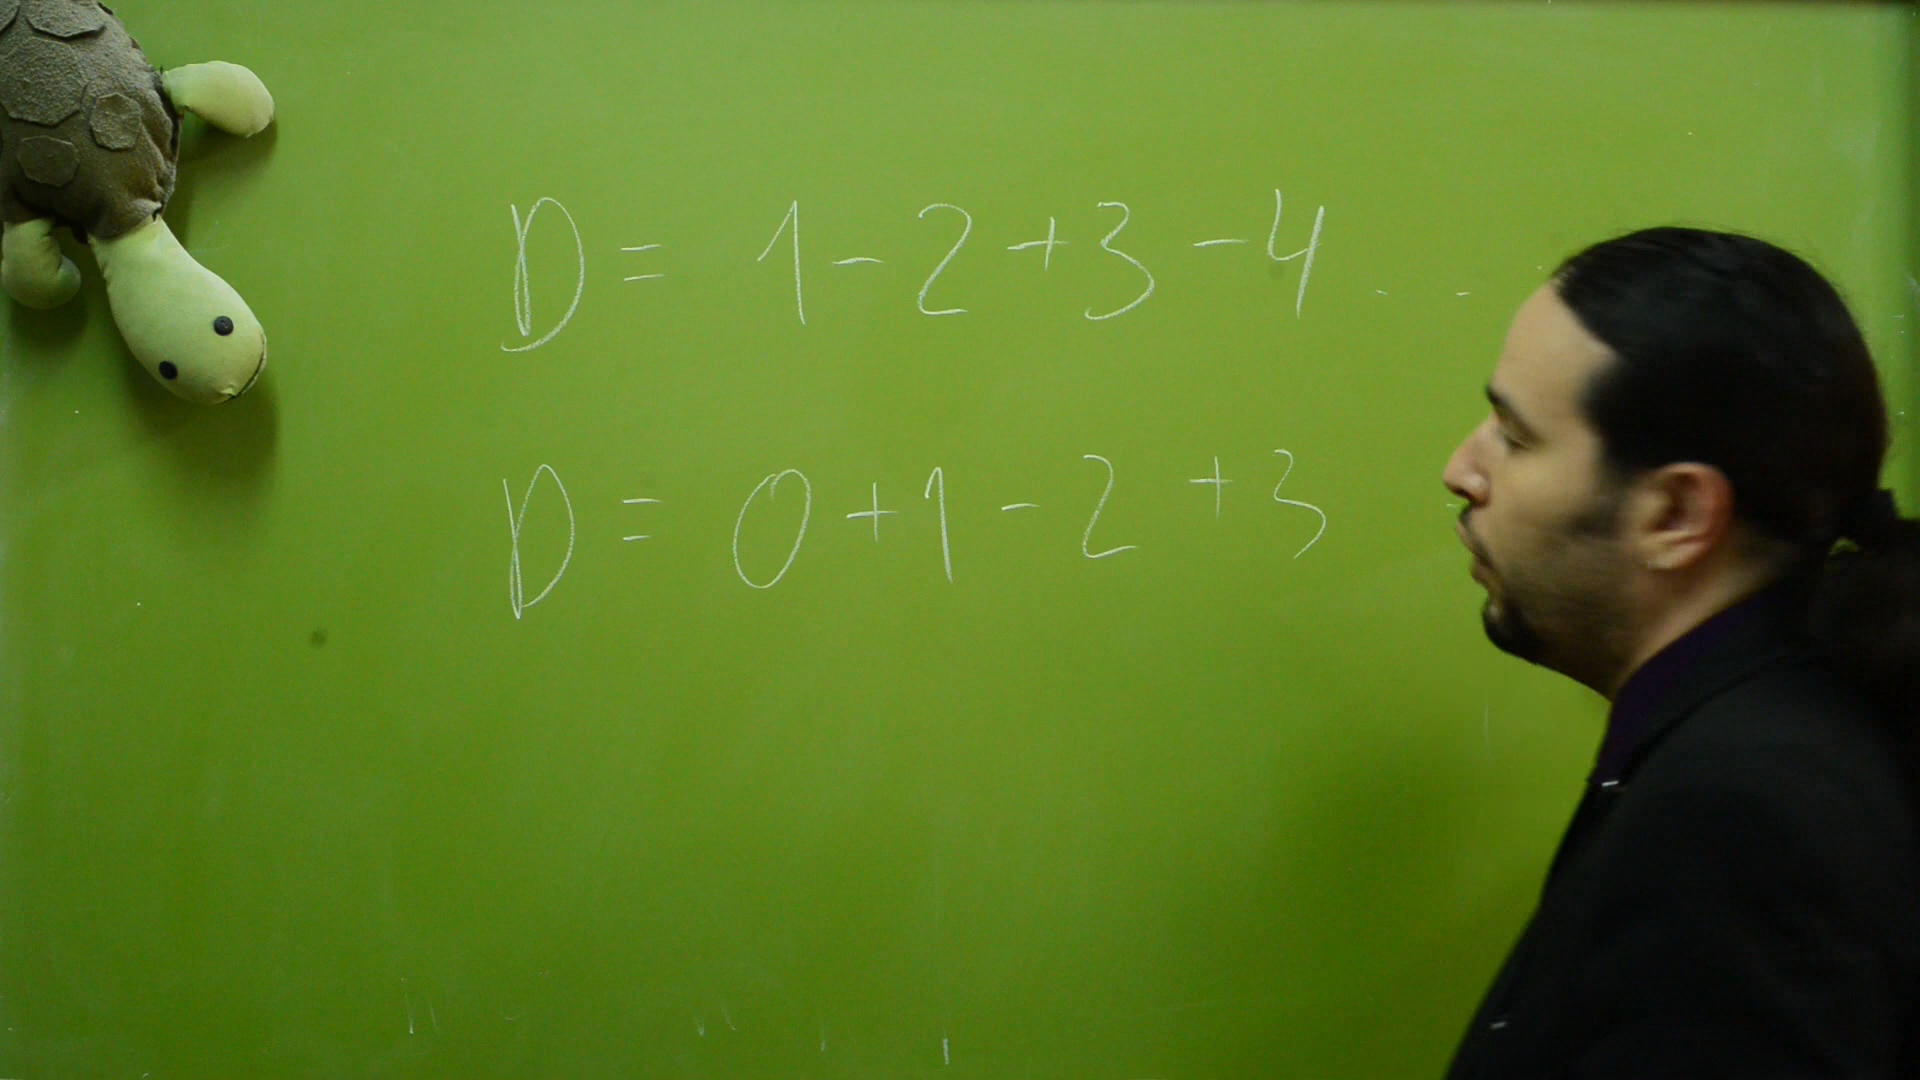 D = 1 - 2 + 3 - 4 . . .
D = 0 + 1 - 2 + 3